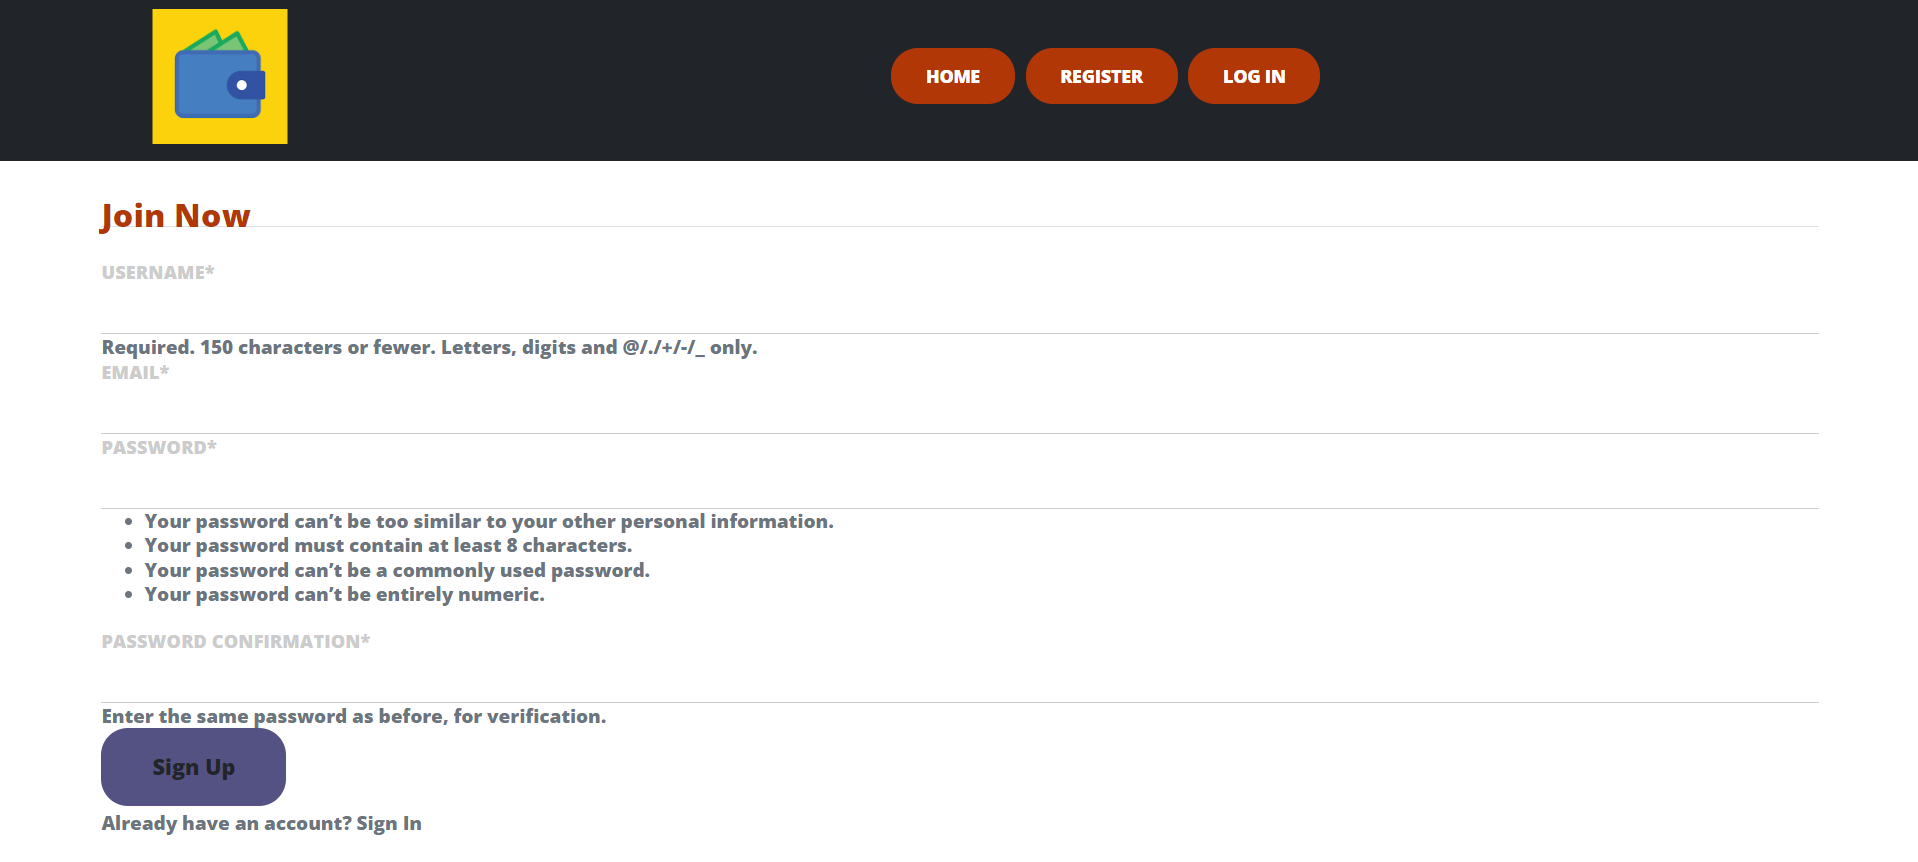 HOME REGISTER LOG IN
Join Now
USERNAME*
Required. 150 characters or fewer. Letters, digits and @/./+/-/_ only.
EMAIL*
PASSWORD*
• Your password can’t be too similar to your other personal information.
• Your password must contain at least 8 characters.
• Your password can’t be a commonly used password.
• Your password can’t be entirely numeric.
PASSWORD CONFIRMATION*
Enter the same password as before, for verification.
Sign Up
Already have an account? Sign In